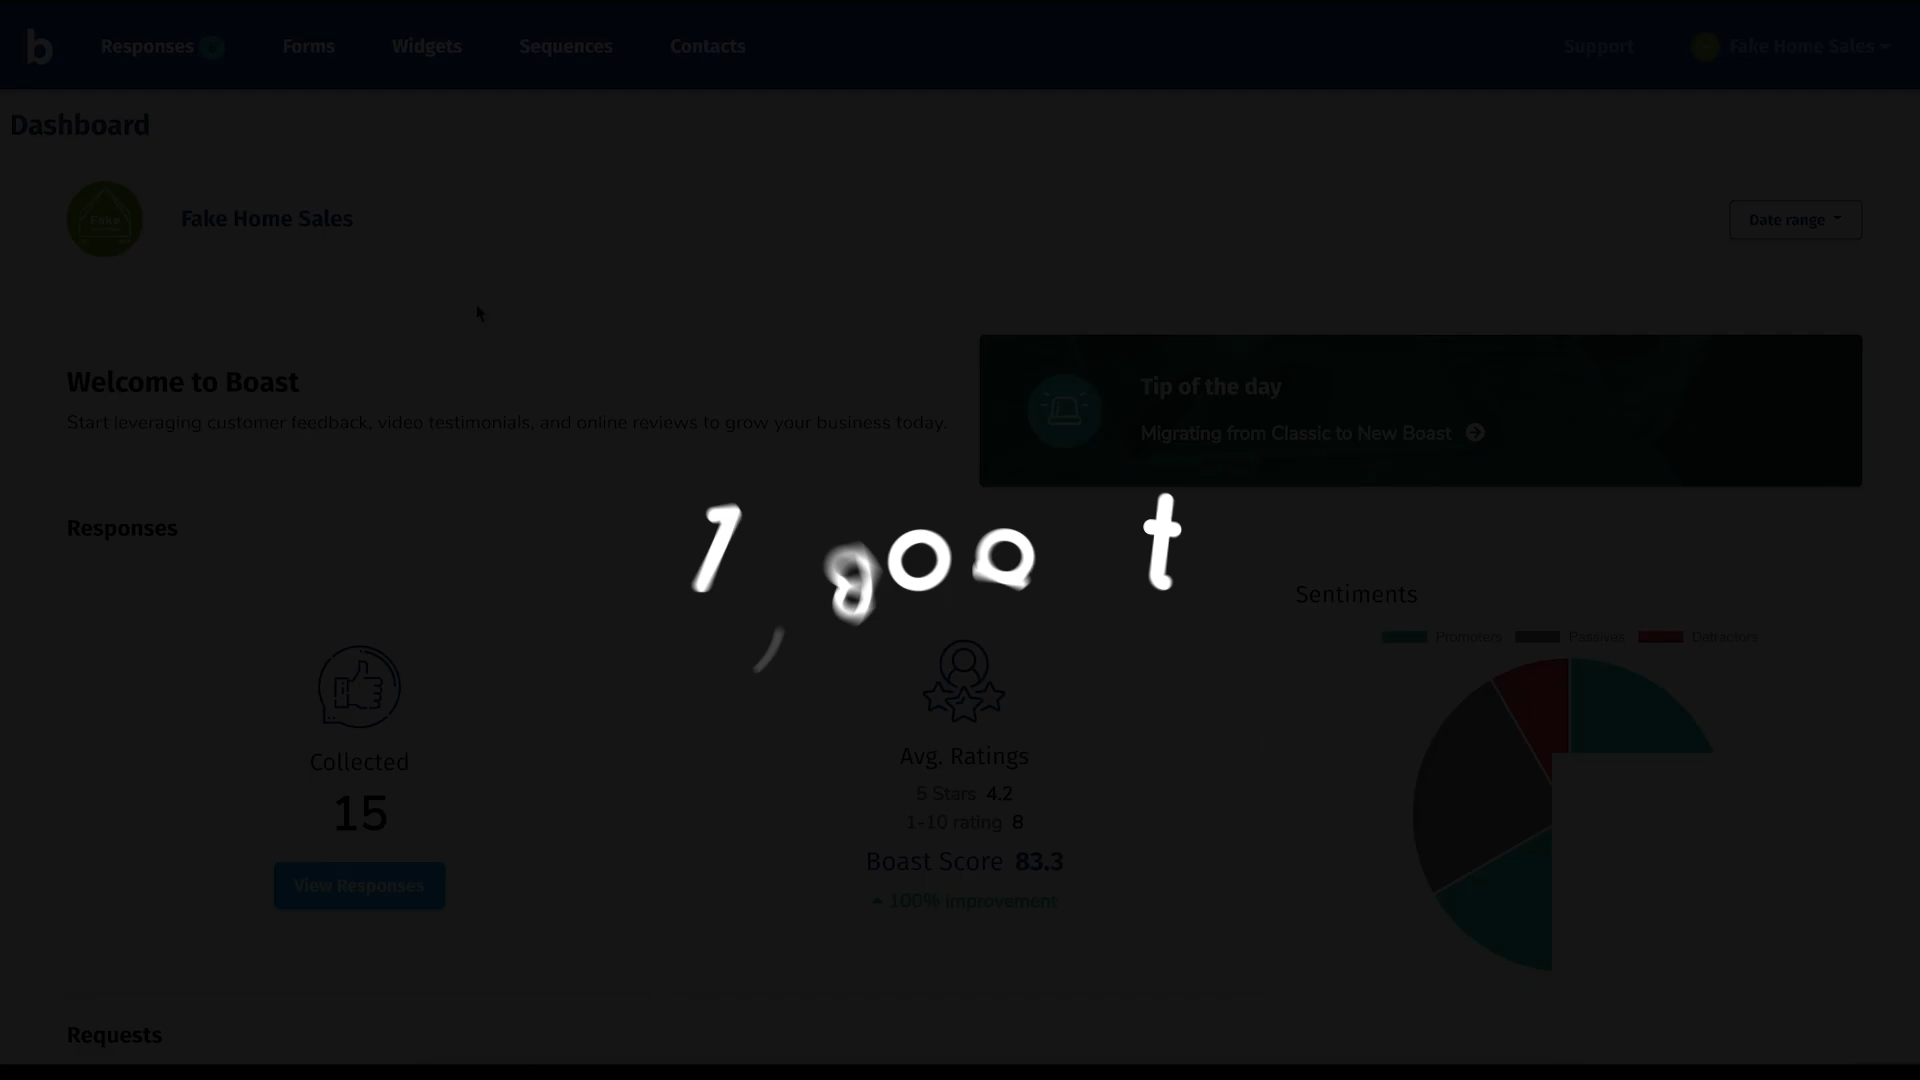 b Responses Forms Widgets Sequences Contacts Support Fake Home Sales
Dashboard
Fake
Fake Home Sales
Date range
Welcome to Boast
Start leveraging customer feedback, video testimonials, and online reviews to grow your business today.
Tip of the day
Migrating from Classic to New Boast
Responses
Sentiments
Promoters Passives Detractors
Collected
15
View Responses
Avg. Ratings
5 Stars 4.2
1-10 rating 8
Boast Score 83.3
100% improvement
Requests